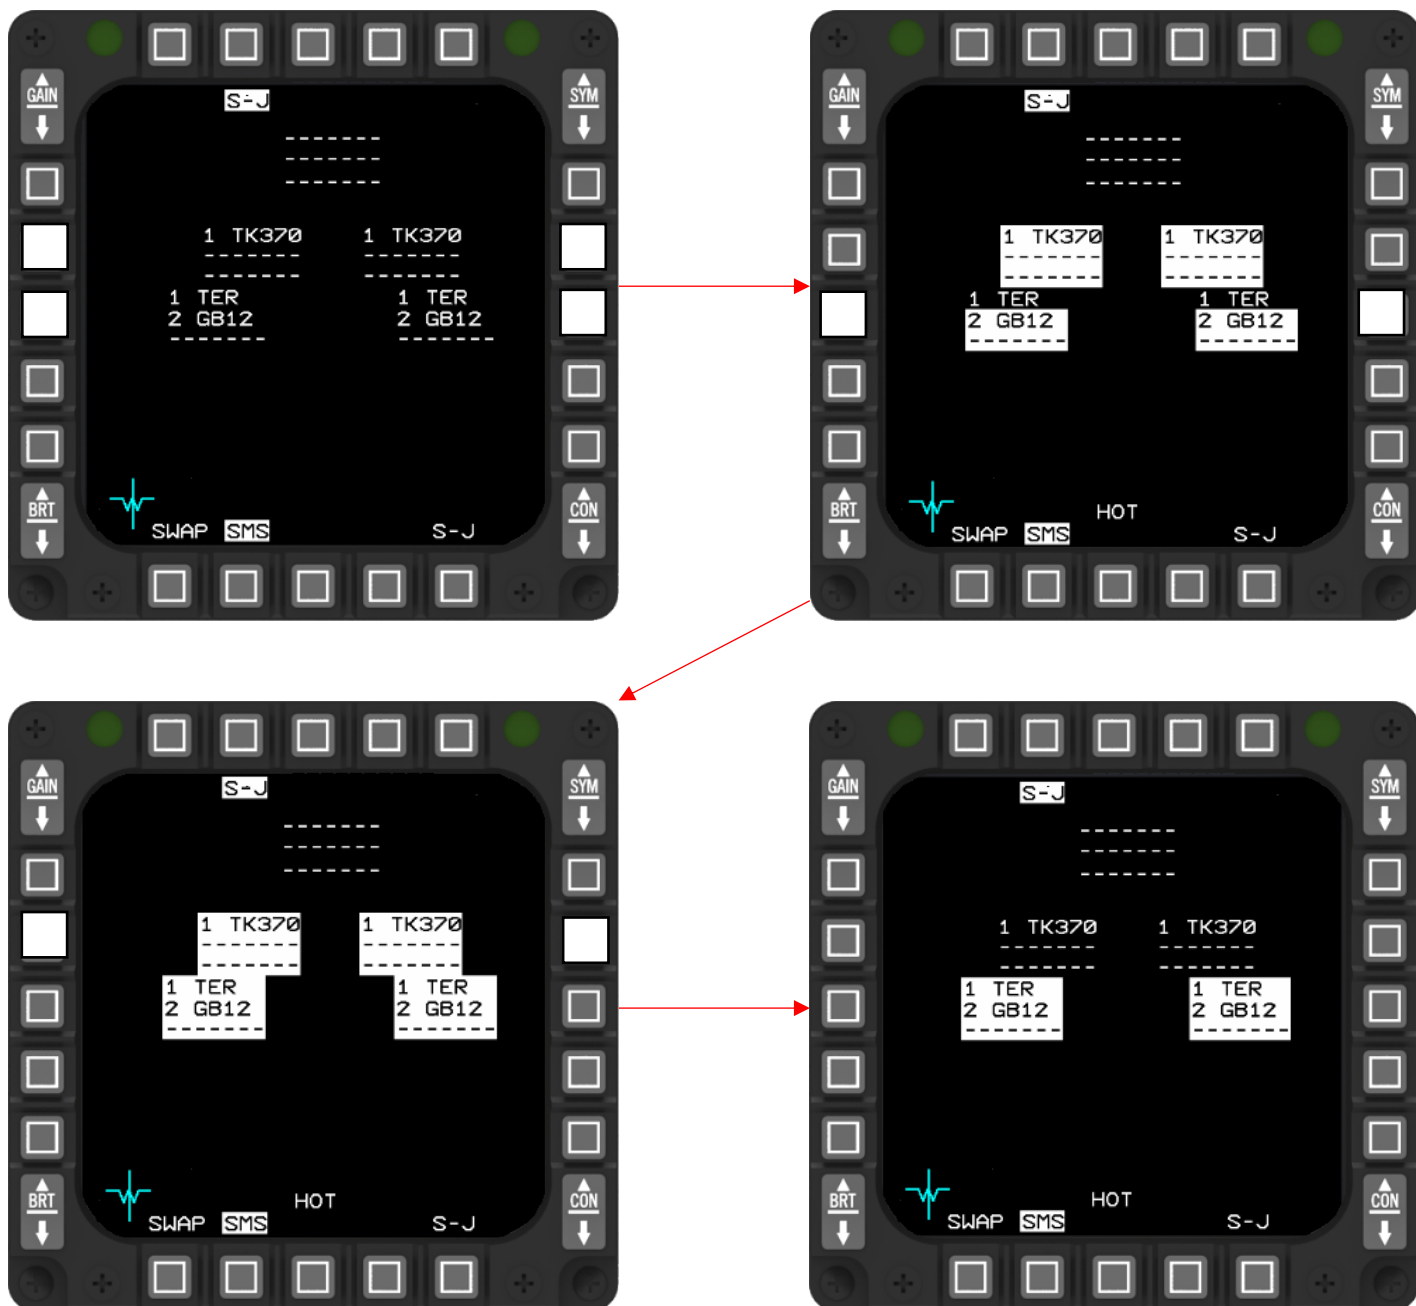 GAIN
SYM
S-J
-------
-------
-------
1 TK370 1 TK370
------- -------
------- -------
1 TER 1 TER
2 GB12 2 GB12
------- -------
BRT
CON
SWAP SMS S-J
GAIN
SYM
S-J
-------
-------
-------
1 TK370 1 TK370
------- -------
------- -------
1 TER 1 TER
2 GB12 2 GB12
------- -------
BRT
CON
HOT
SWAP SMS S-J
GAIN
SYM
S-J
-------
-------
-------
1 TK370 1 TK370
------- -------
------- -------
1 TER 1 TER
2 GB12 2 GB12
------- -------
BRT
CON
HOT
SWAP SMS S-J
GAIN
SYM
S-J
-------
-------
-------
1 TK370 1 TK370
------- -------
------- -------
1 TER 1 TER
2 GB12 2 GB12
------- -------
BRT
CON
HOT
SWAP SMS S-J